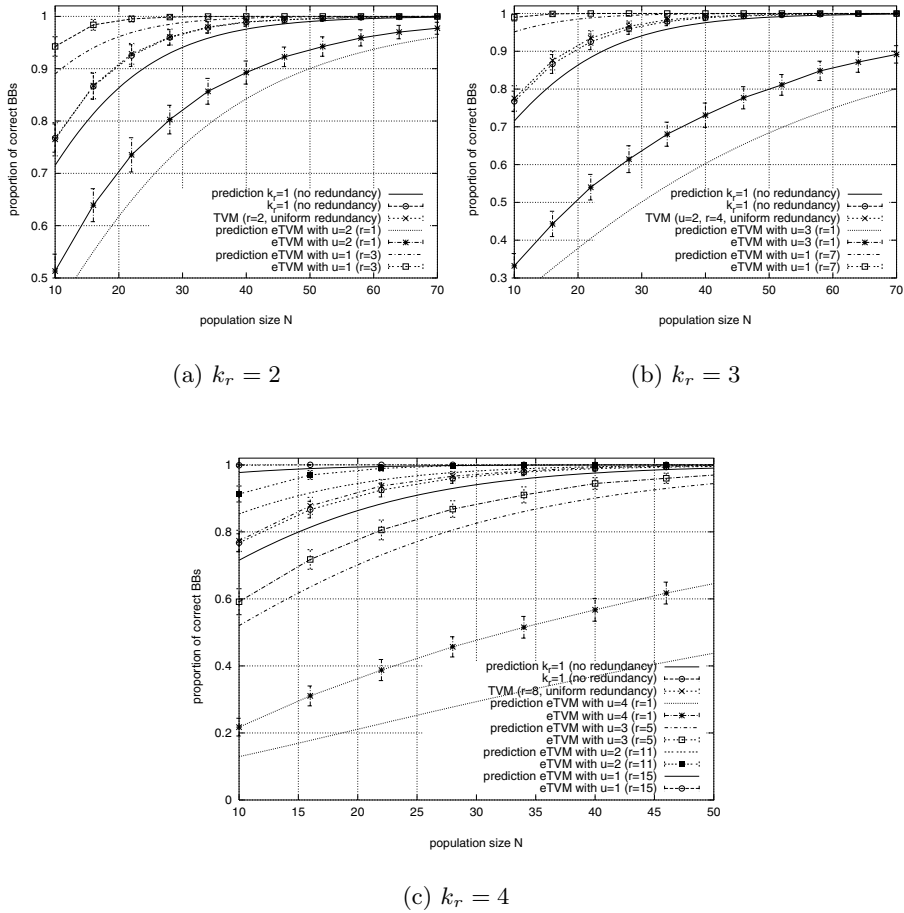 proportion of correct BBs
1
0.9
0.8
0.7
0.6
0.5
prediction kr=1 (no redundancy)
kr=1 (no redundancy)
TVM (r=2, uniform redundancy)
prediction eTVM with u=2 (r=1)
eTVM with u=2 (r=1)
prediction eTVM with u=1 (r=3)
eTVM with u=1 (r=3)
10 20 30 40 50 60 70
population size N
(a) kr = 2
proportion of correct BBs
1
0.9
0.8
0.7
0.6
0.5
0.4
0.3
prediction kr=1 (no redundancy)
kr=1 (no redundancy)
TVM (u=2, r=4, uniform redundancy)
prediction eTVM with u=3 (r=1)
eTVM with u=3 (r=1)
prediction eTVM with u=1 (r=7)
eTVM with u=1 (r=7)
10 20 30 40 50 60 70
population size N
(b) kr = 3
proportion of correct BBs
1
0.8
0.6
0.4
0.2
0
prediction kr=1 (no redundancy)
kr=1 (no redundancy)
TVM (r=8, uniform redundancy)
prediction eTVM with u=4 (r=1)
eTVM with u=4 (r=1)
prediction eTVM with u=3 (r=5)
eTVM with u=3 (r=5)
prediction eTVM with u=2 (r=11)
eTVM with u=2 (r=11)
prediction eTVM with u=1 (r=15)
eTVM with u=1 (r=15)
10 15 20 25 30 35 40 45 50
population size N
(c) kr = 4